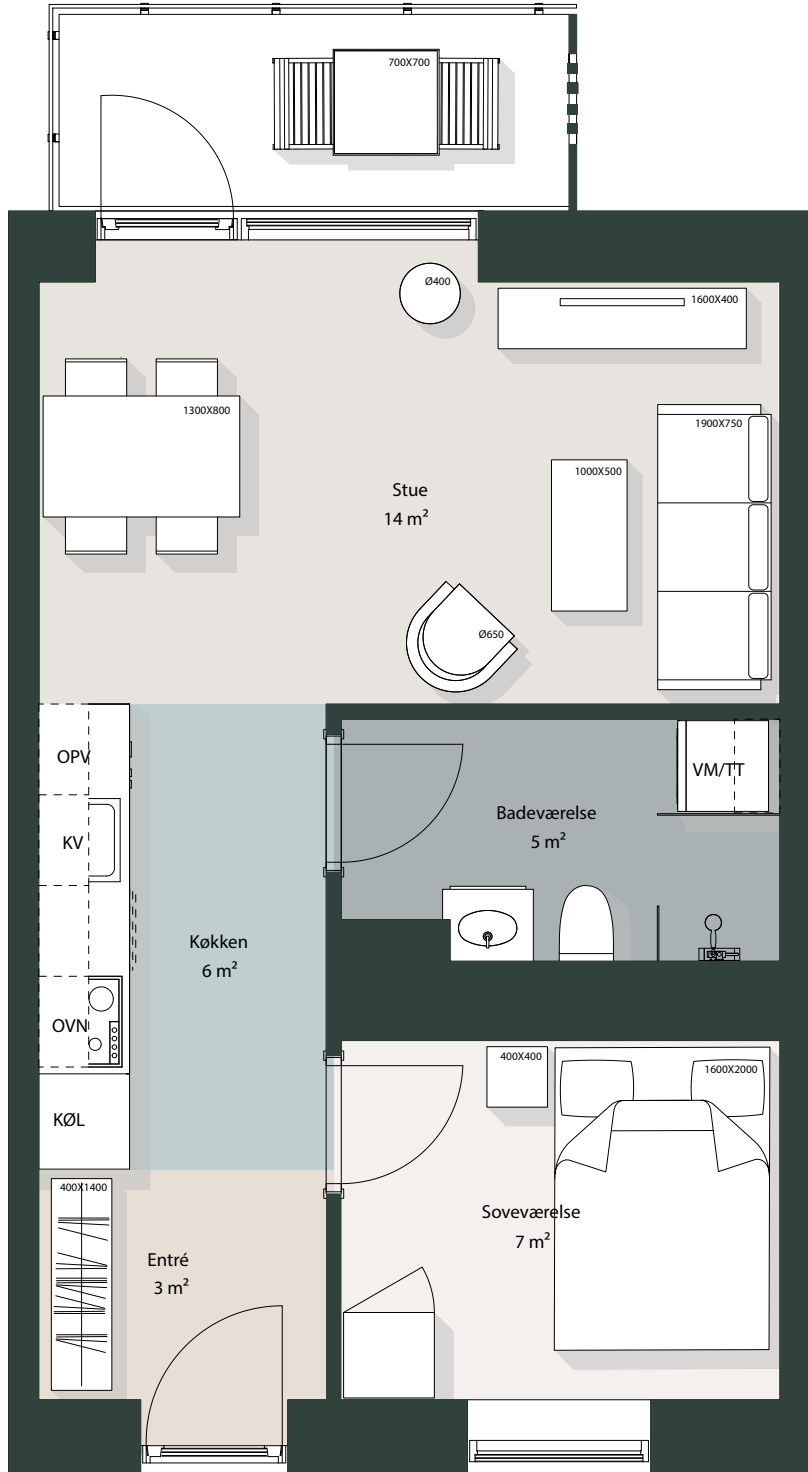 700X700
Ø400
1600X400
1300X800
1900X750
1000X500
Stue
14 m²
Ø650
OPV
VM/TT
KV
Badeværelse
5 m²
Køkken
6 m²
OVN
400X400
1600X2000
KØL
400X1400
Soveværelse
7 m²
Entré
3 m²